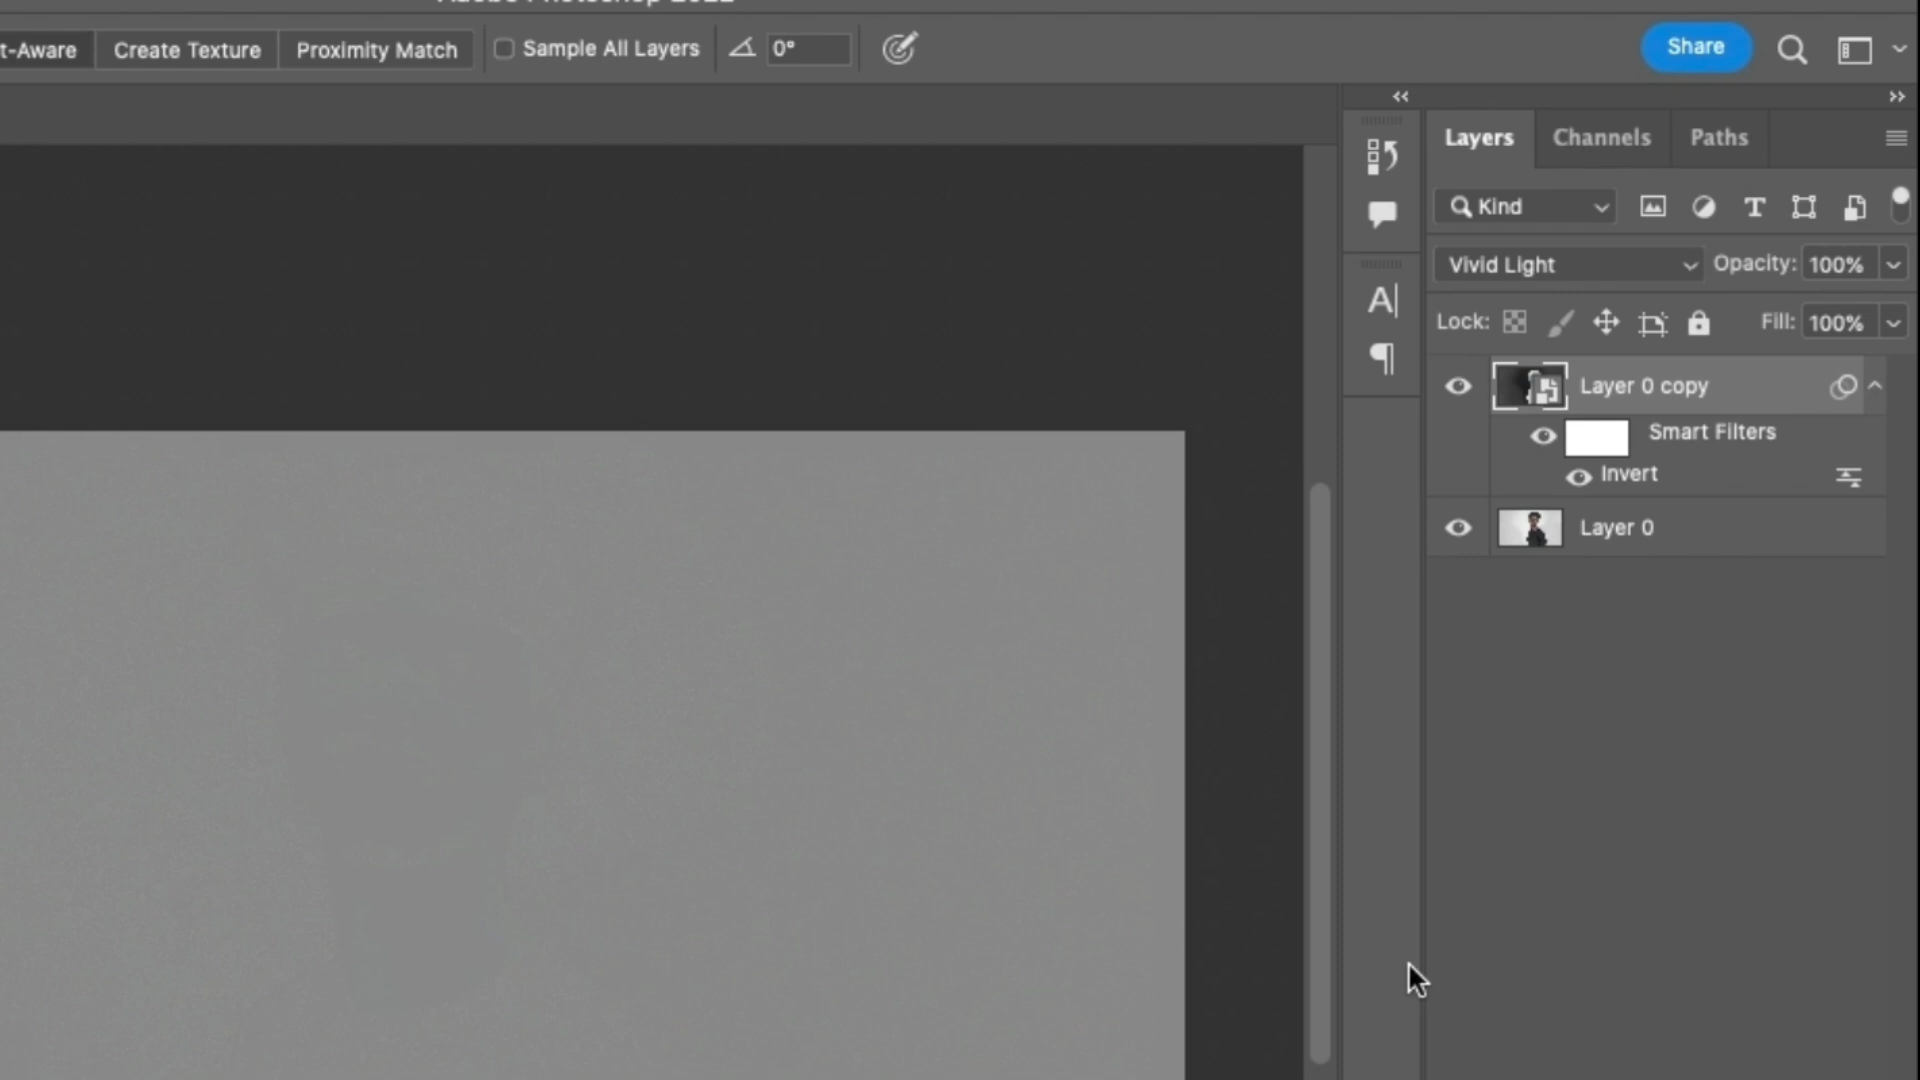 t-Aware Create Texture Proximity Match Sample All Layers 0° Share
Layers Channels Paths
Kind
Vivid Light Opacity: 100%
Lock: Fill: 100%
Layer 0 copy
Smart Filters
Invert
Layer 0